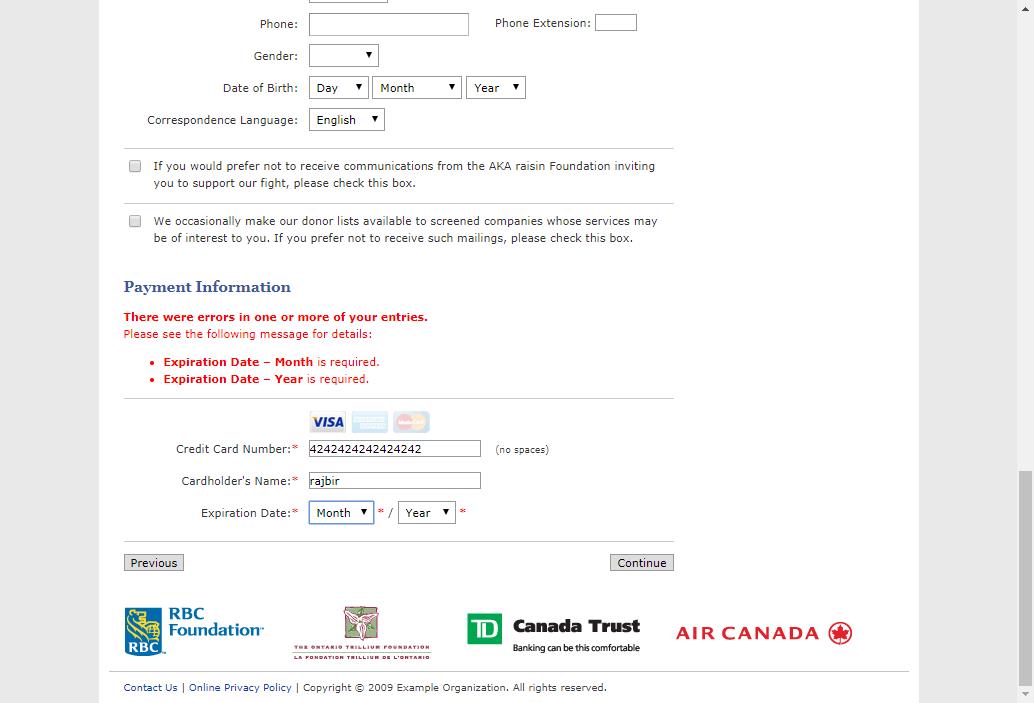 Phone: Phone Extension:
Gender:
Date of Birth: Day Month Year
Correspondence Language: English
If you would prefer not to receive communications from the AKA raisin Foundation inviting
you to support our fight, please check this box.
We occasionally make our donor lists available to screened companies whose services may
be of interest to you. If you prefer not to receive such mailings, please check this box.
Payment Information
There were errors in one or more of your entries.
Please see the following message for details:
• Expiration Date – Month is required.
• Expiration Date – Year is required.
VISA
Credit Card Number:* 4242424242424242 (no spaces)
Cardholder's Name:* rajbir
Expiration Date:* Month * / Year *
Previous Continue
RBC
Foundation™
RBC
THE ONTARIO TRILLIUM FOUNDATION
LA FONDATION TRILLIUM DE L'ONTARIO
TD Canada Trust
Banking can be this comfortable
AIR CANADA
Contact Us | Online Privacy Policy | Copyright © 2009 Example Organization. All rights reserved.